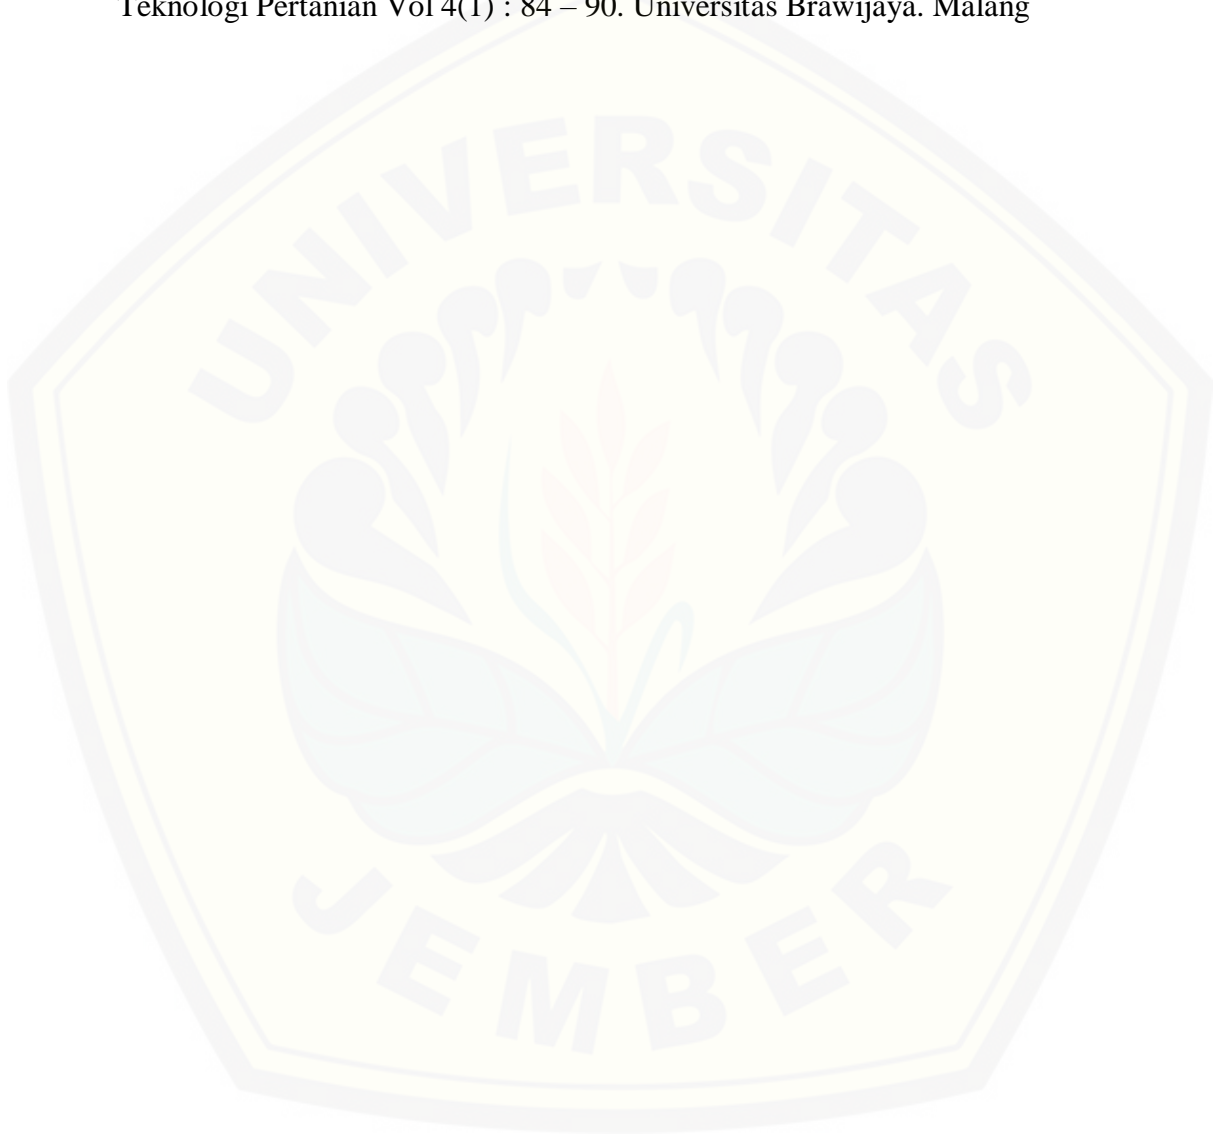 Teknologi Pertanian Vol 4(1) : 84 – 90. Universitas Brawijaya. Malang
UNIVERSITAS
JEMBER